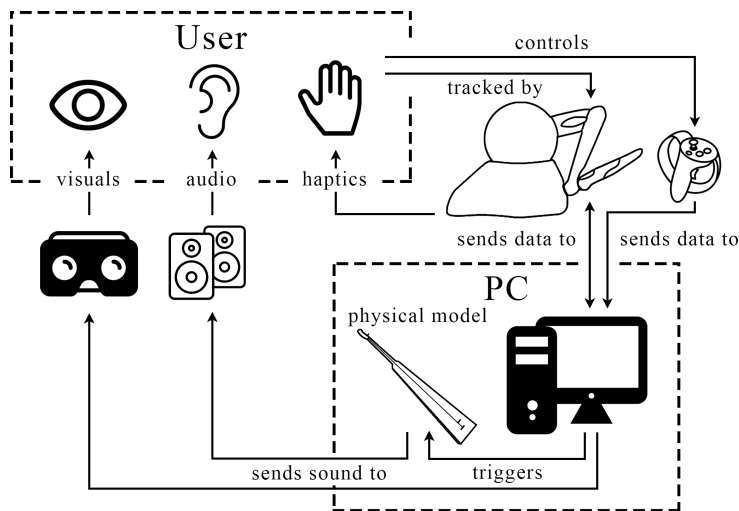 User
controls
tracked by
visuals
audio
haptics
sends data to
sends data to
PC
physical model
sends sound to
triggers